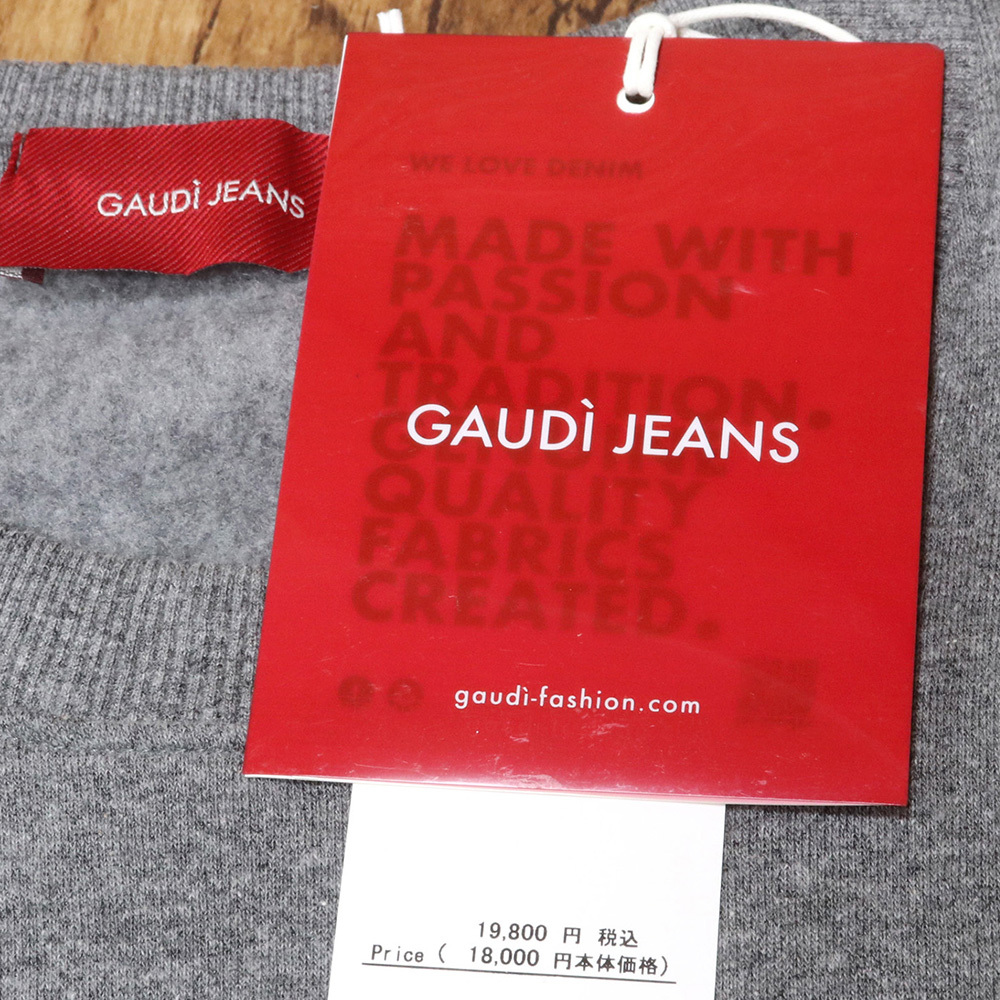 GAUDÌ JEANS
WE LOVE DENIM
MADE WITH
PASSION
AND
TRADITION.
GENUINE
QUALITY
FABRICS
CREATED.
GAUDÌ JEANS
gaudì-fashion.com
19,800 円 税込
Price ( 18,000 円本体価格)